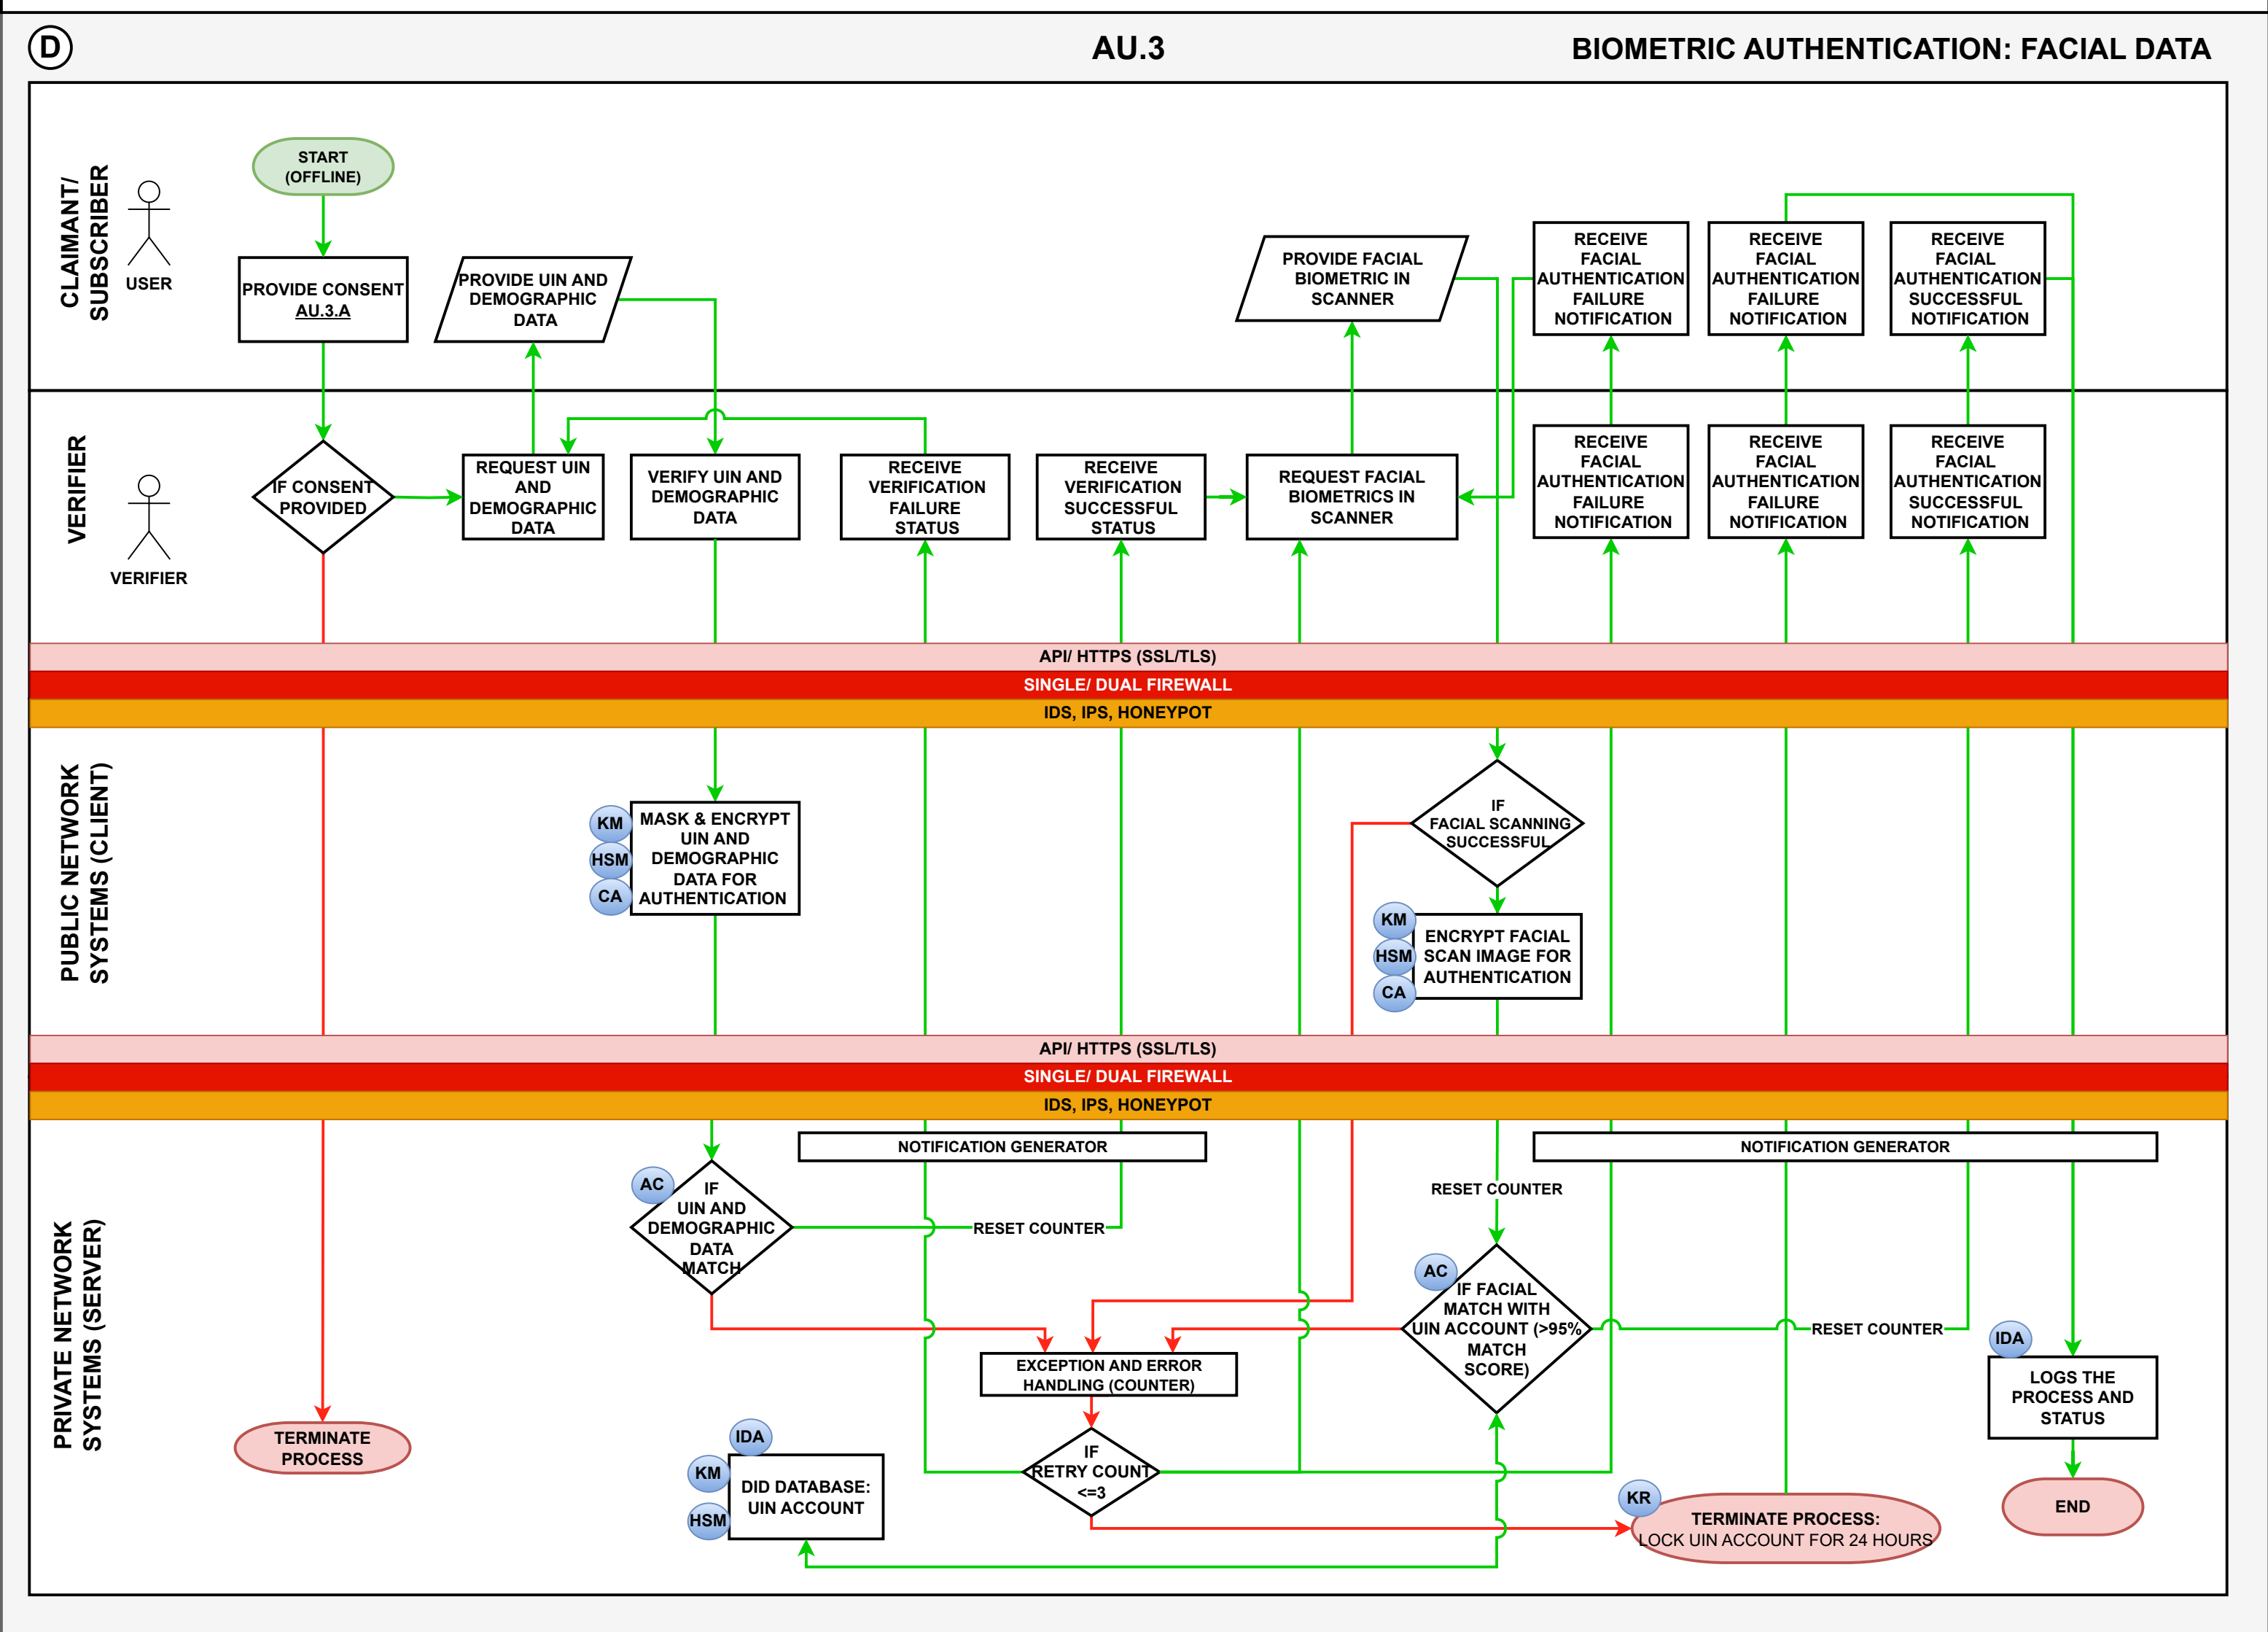 D
AU.3
BIOMETRIC AUTHENTICATION: FACIAL DATA
CLAIMANT/
SUBSCRIBER
USER
START
(OFFLINE)
PROVIDE CONSENT
AU.3.A
PROVIDE UIN AND
DEMOGRAPHIC
DATA
PROVIDE FACIAL
BIOMETRIC IN
SCANNER
RECEIVE
FACIAL
AUTHENTICATION
FAILURE
NOTIFICATION
RECEIVE
FACIAL
AUTHENTICATION
FAILURE
NOTIFICATION
RECEIVE
FACIAL
AUTHENTICATION
SUCCESSFUL
NOTIFICATION
VERIFIER
VERIFIER
IF CONSENT
PROVIDED
REQUEST UIN
AND
DEMOGRAPHIC
DATA
VERIFY UIN AND
DEMOGRAPHIC
DATA
RECEIVE
VERIFICATION
FAILURE
STATUS
RECEIVE
VERIFICATION
SUCCESSFUL
STATUS
REQUEST FACIAL
BIOMETRICS IN
SCANNER
RECEIVE
FACIAL
AUTHENTICATION
FAILURE
NOTIFICATION
RECEIVE
FACIAL
AUTHENTICATION
FAILURE
NOTIFICATION
RECEIVE
FACIAL
AUTHENTICATION
SUCCESSFUL
NOTIFICATION
API/ HTTPS (SSL/TLS)
SINGLE/ DUAL FIREWALL
IDS, IPS, HONEYPOT
PUBLIC NETWORK
SYSTEMS (CLIENT)
KM
HSM
CA
MASK & ENCRYPT
UIN AND
DEMOGRAPHIC
DATA FOR
AUTHENTICATION
IF
FACIAL SCANNING
SUCCESSFUL
KM
HSM
CA
ENCRYPT FACIAL
SCAN IMAGE FOR
AUTHENTICATION
API/ HTTPS (SSL/TLS)
SINGLE/ DUAL FIREWALL
IDS, IPS, HONEYPOT
PRIVATE NETWORK
SYSTEMS (SERVER)
NOTIFICATION GENERATOR
NOTIFICATION GENERATOR
AC
IF
UIN AND
DEMOGRAPHIC
DATA
MATCH
RESET COUNTER
RESET COUNTER
AC
IF FACIAL
MATCH WITH
UIN ACCOUNT (>95%
MATCH
SCORE)
RESET COUNTER
IDA
LOGS THE
PROCESS AND
STATUS
EXCEPTION AND ERROR
HANDLING (COUNTER)
TERMINATE
PROCESS
IDA
KM
HSM
DID DATABASE:
UIN ACCOUNT
IF
RETRY COUNT
<=3
KR
TERMINATE PROCESS:
LOCK UIN ACCOUNT FOR 24 HOURS
END